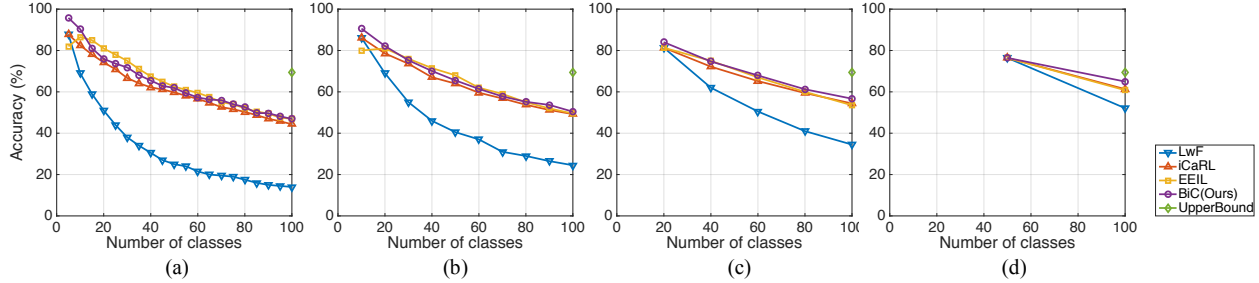 Accuracy (%)
100
80
60
40
20
0
0 20 40 60 80 100
Number of classes
(a)
100
80
60
40
20
0
0 20 40 60 80 100
Number of classes
(b)
100
80
60
40
20
0
0 20 40 60 80 100
Number of classes
(c)
100
80
60
40
20
0
0 20 40 60 80 100
Number of classes
(d)
LwF
iCaRL
EEIL
BiC(Ours)
UpperBound